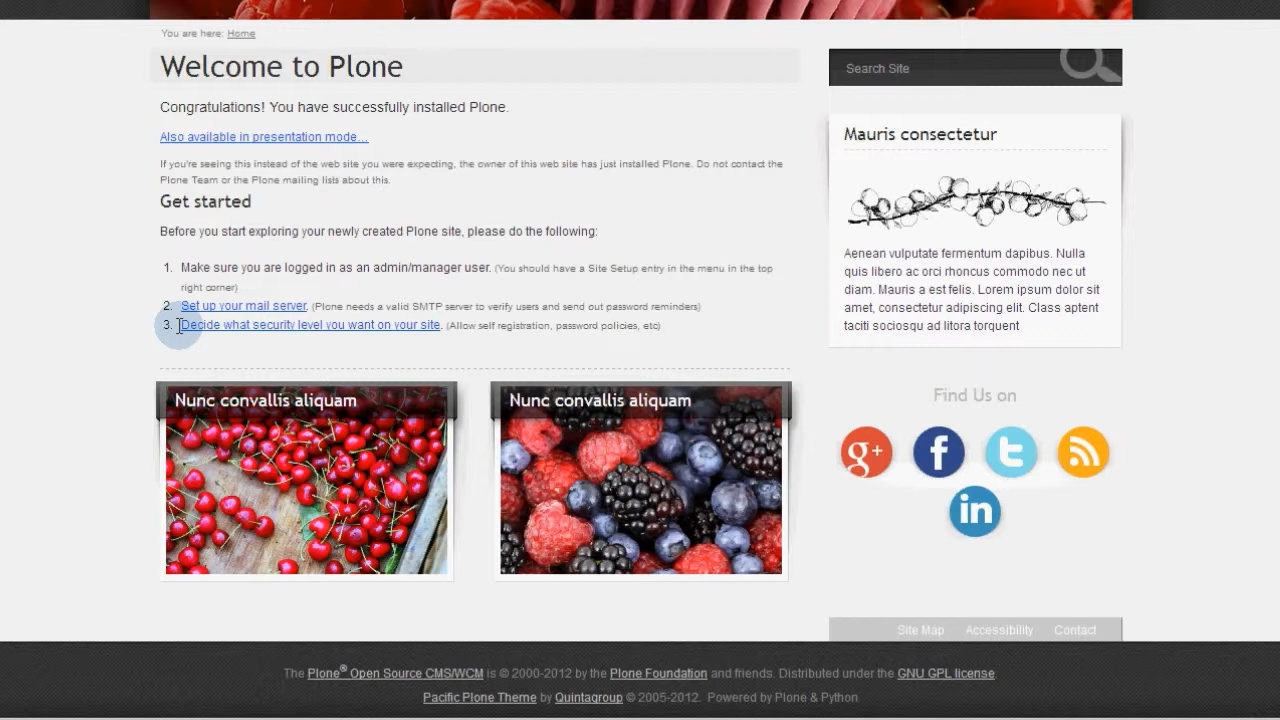 You are here: Home
Welcome to Plone
Congratulations! You have successfully installed Plone.
Also available in presentation mode...
If you're seeing this instead of the web site you were expecting, the owner of this web site has just installed Plone. Do not contact the
Plone Team or the Plone mailing lists about this.
Get started
Before you start exploring your newly created Plone site, please do the following:
1. Make sure you are logged in as an admin/manager user. (You should have a Site Setup entry in the menu in the top
right corner)
2. Set up your mail server. (Plone needs a valid SMTP server to verify users and send out password reminders)
3. Decide what security level you want on your site. (Allow self registration, password policies, etc)
Nunc convallis aliquam
Nunc convallis aliquam
Search Site
Mauris consectetur
Aenean vulputate fermentum dapibus. Nulla
quis libero ac orci rhoncus commodo nec ut
diam. Mauris a est felis. Lorem ipsum dolor sit
amet, consectetur adipiscing elit. Class aptent
taciti sociosqu ad litora torquent
Find Us on
g+ f t
in
Site Map Accessibility Contact
The Plone® Open Source CMS/WCM is © 2000-2012 by the Plone Foundation and friends. Distributed under the GNU GPL license.
Pacific Plone Theme by Quintagroup © 2005-2012. Powered by Plone & Python